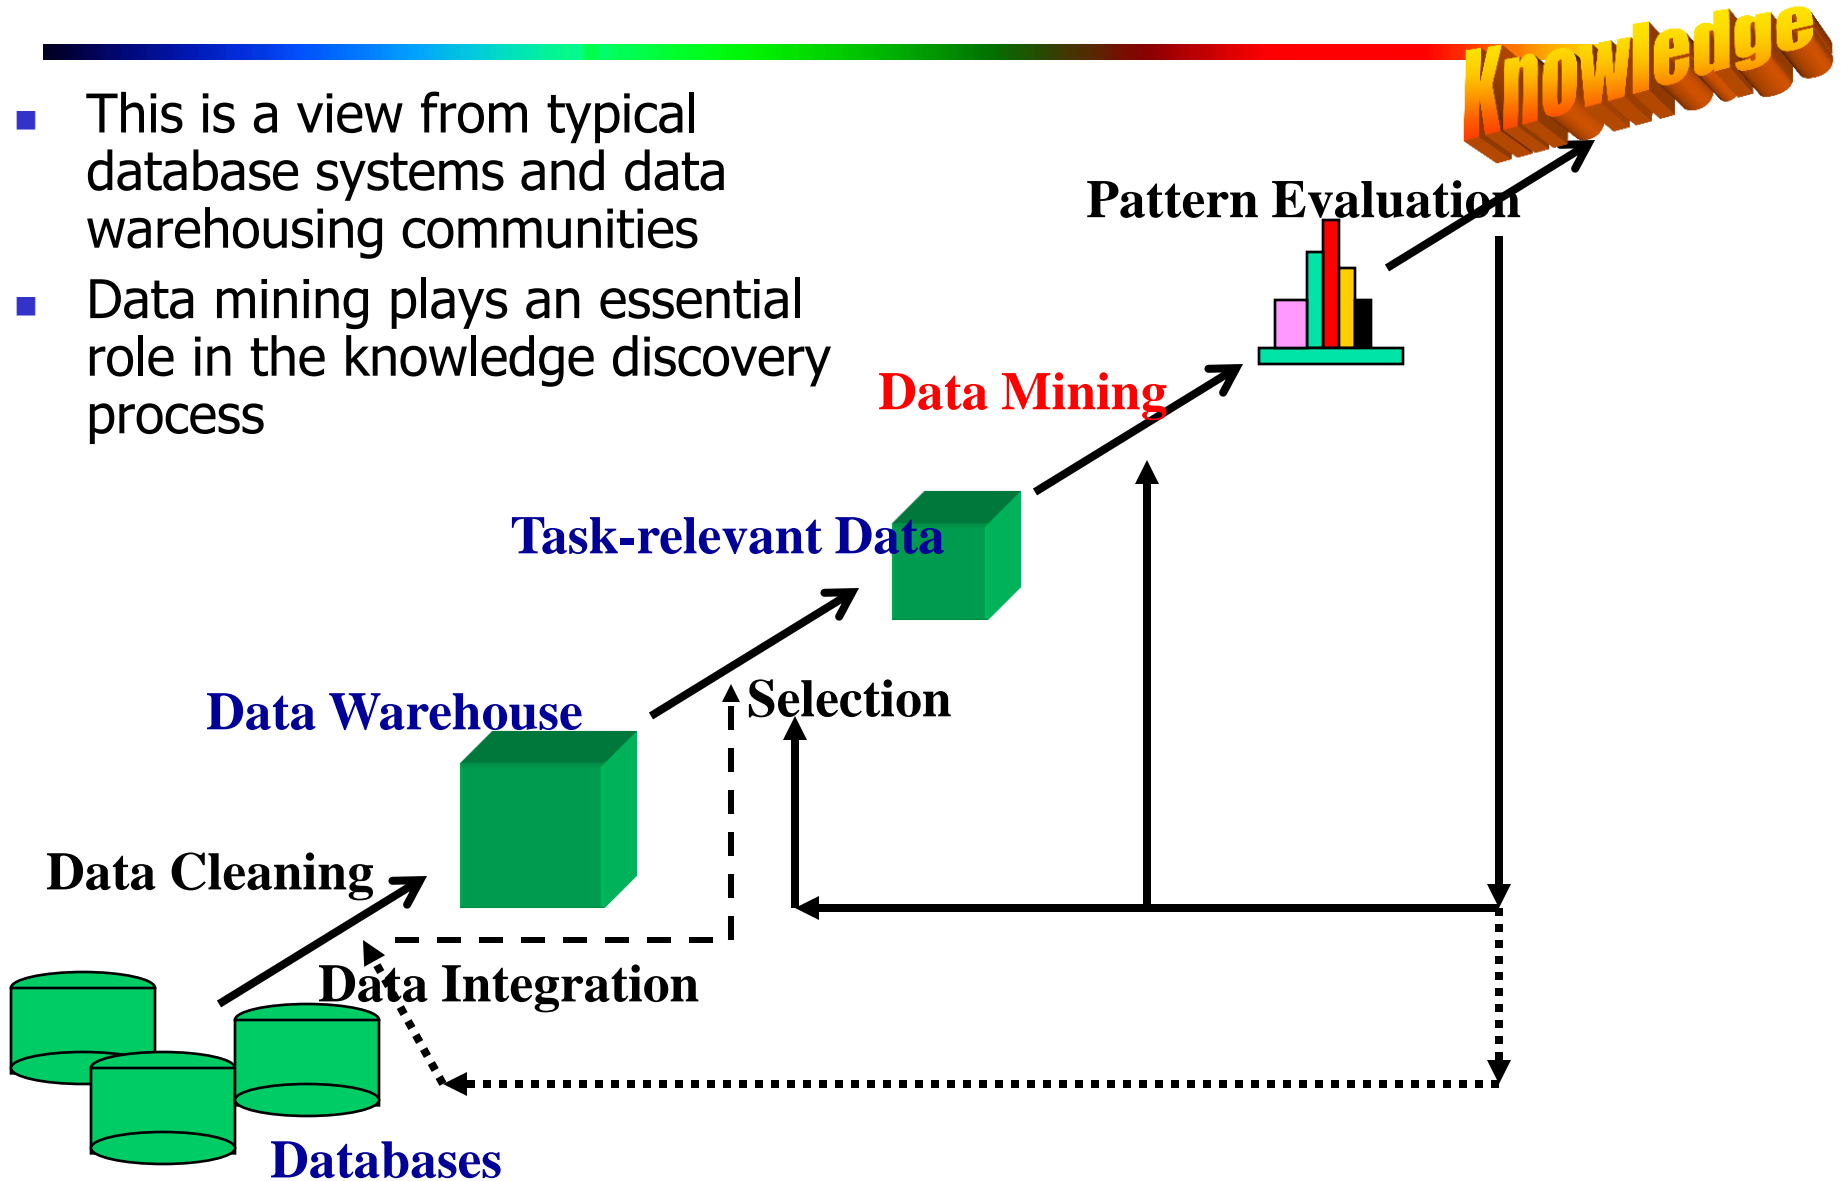 Knowledge
This is a view from typical
database systems and data
warehousing communities
Data mining plays an essential
role in the knowledge discovery
process
Pattern Evaluation
Data Mining
Task-relevant Data
Selection
Data Warehouse
Data Cleaning
Data Integration
Databases